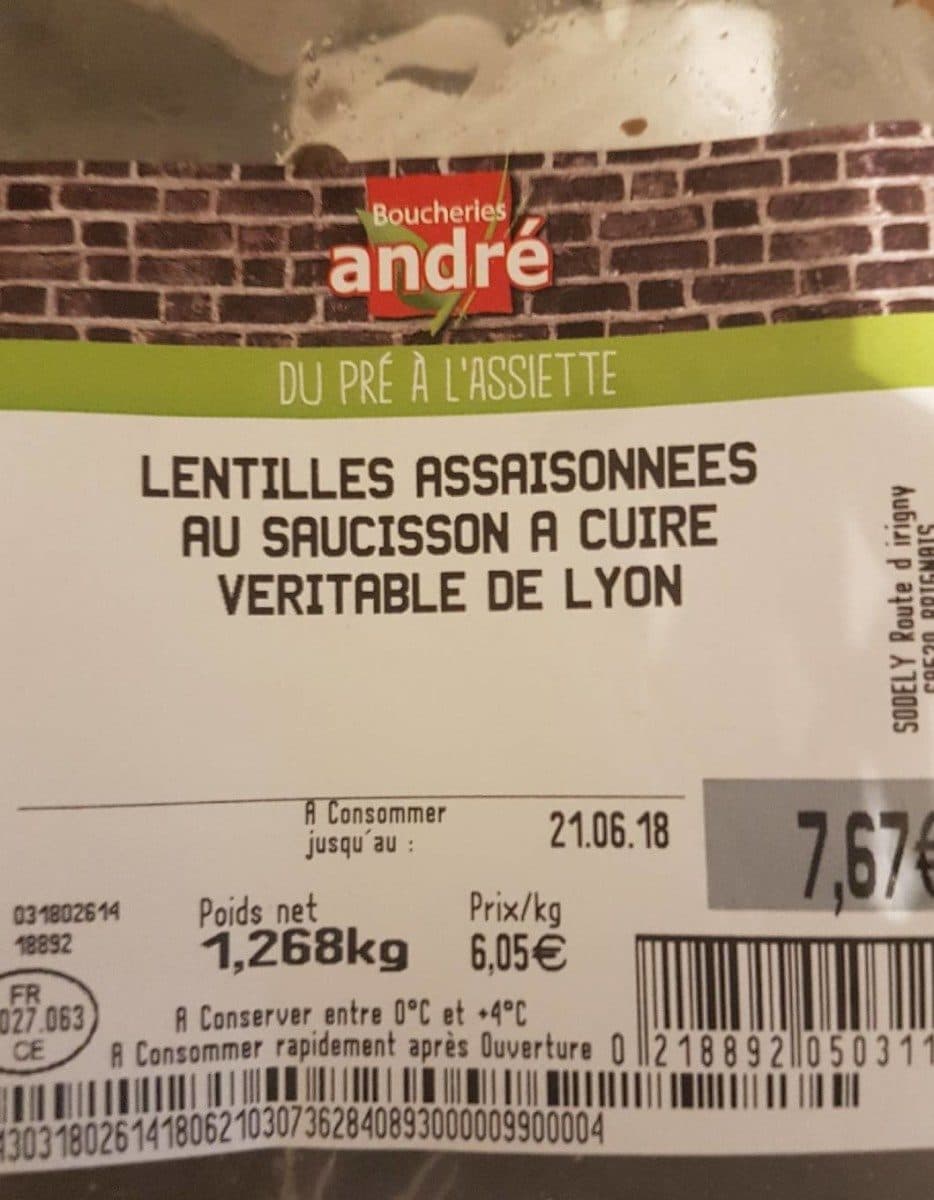 Boucheries
andré
DU PRÉ À L'ASSIETTE
LENTILLES ASSAISONNEES
AU SAUCISSON A CUIRE
VERITABLE DE LYON
SODELY Route d irigny
69530 BRIGNAIS
A Consommer
jusqu'au :
21.06.18
7,67€
031802614
18892
Poids net
1,268kg
Prix/kg
6,05€
FR
027.063
CE
A Conserver entre 0°C et +4°C
A Consommer rapidement après Ouverture
0 218892 050311